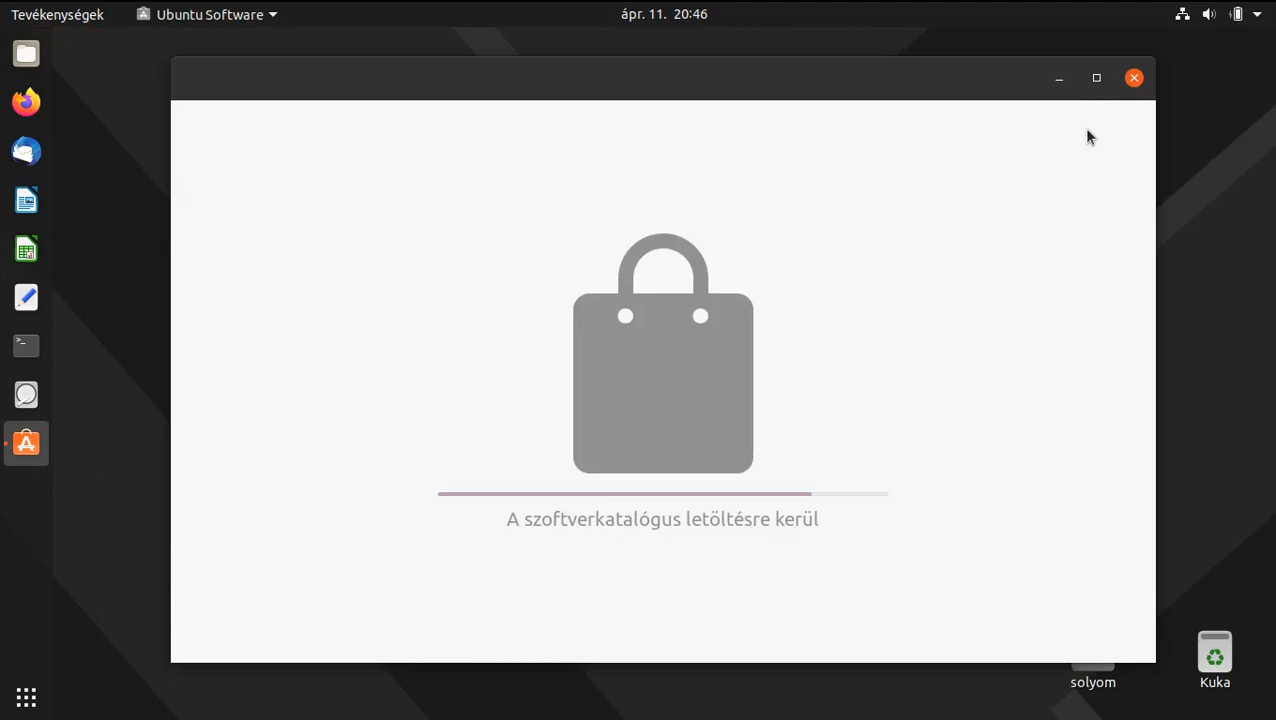 Tevékenységek
Ubuntu Software
ápr. 11. 20:46
A szoftverkatalógus letöltésre kerül
solyom
Kuka